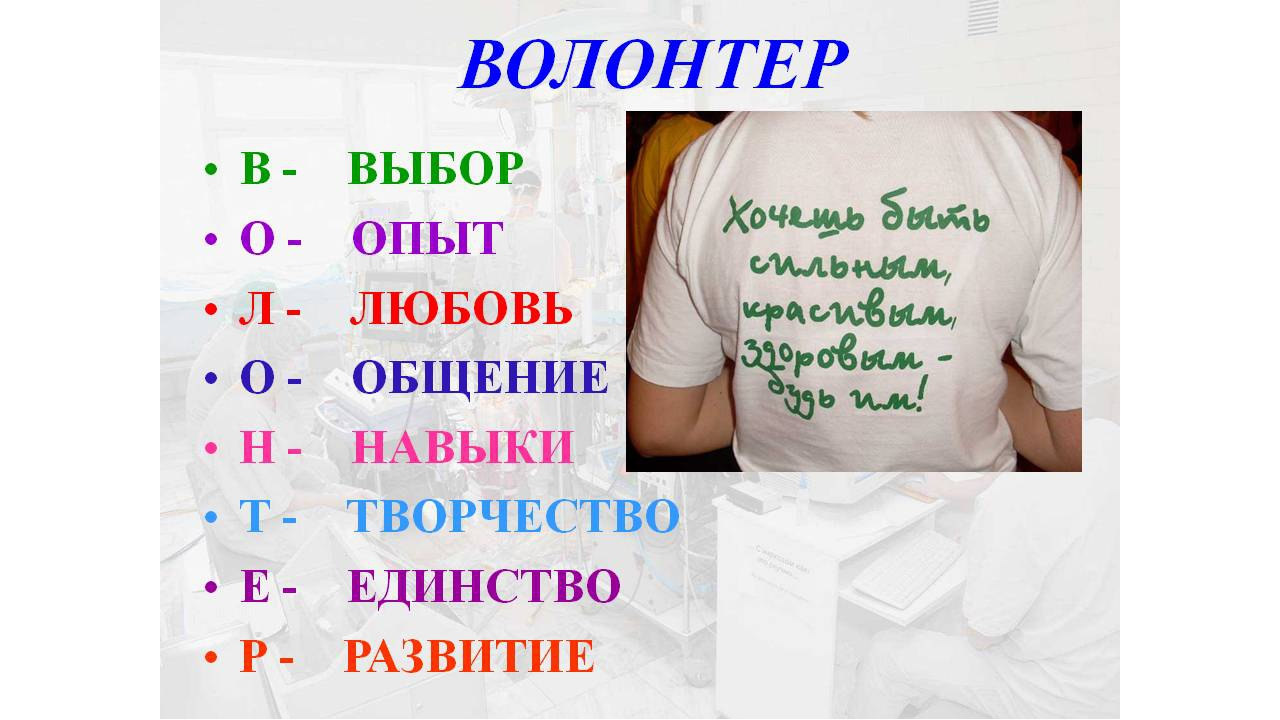 ВОЛОНТЕР
В - ВЫБОР
О - ОПЫТ
Л - ЛЮБОВЬ
О - ОБЩЕНИЕ
Н - НАВЫКИ
Т - ТВОРЧЕСТВО
Е - ЕДИНСТВО
Р - РАЗВИТИЕ
Хочешь быть
сильным,
красивым,
здоровым -
будь им!